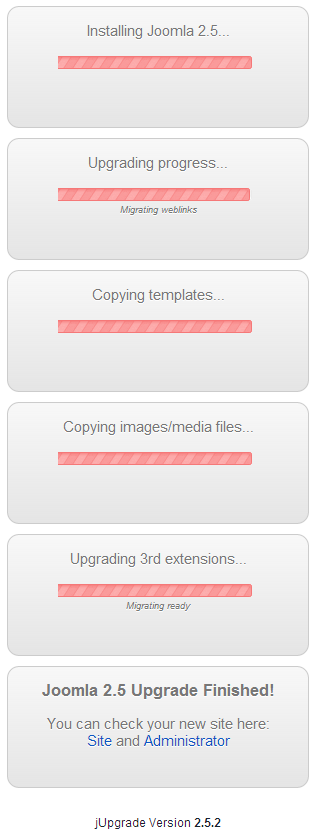 Installing Joomla 2.5...
Upgrading progress...
Migrating weblinks
Copying templates...
Copying images/media files...
Upgrading 3rd extensions...
Migrating ready
Joomla 2.5 Upgrade Finished!
You can check your new site here:
Site and Administrator
jUpgrade Version 2.5.2